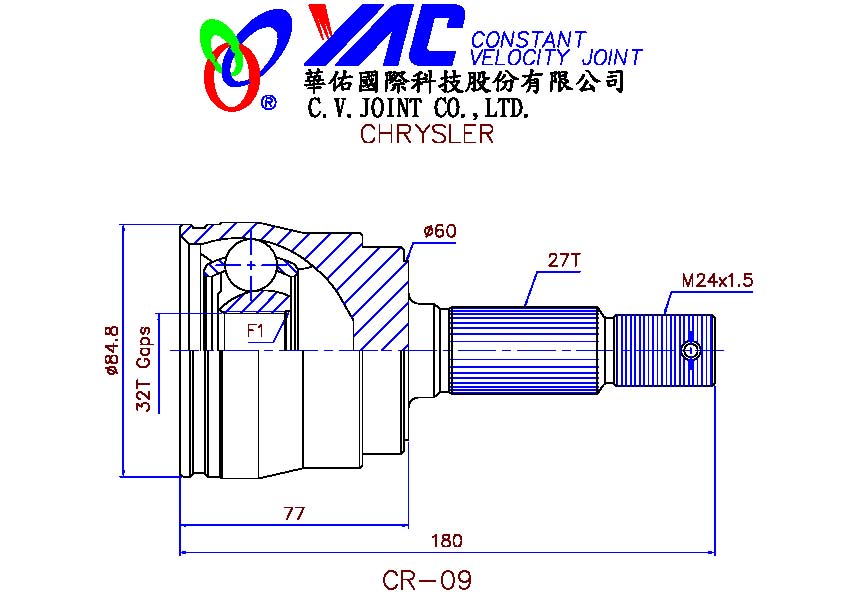 YAC CONSTANT
VELOCITY JOINT
®
華佑國際科技股份有限公司
C.V.JOINT CO.,LTD.
CHRYSLER
ø60
27T
M24x1.5
F1
ø84.8
32T Gaps
77
180
CR-09